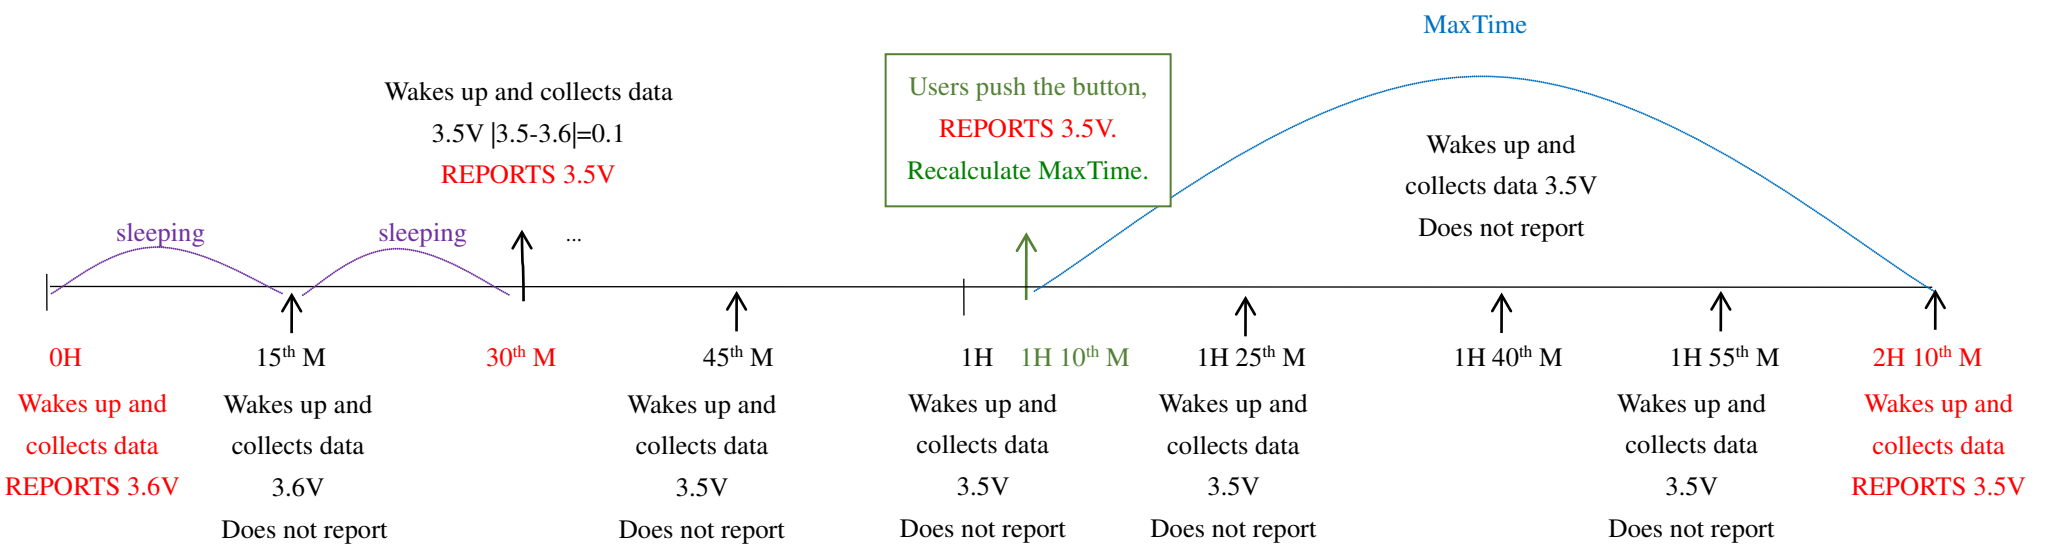 MaxTime
Wakes up and collects data
3.5V |3.5-3.6|=0.1
REPORTS 3.5V
Users push the button,
REPORTS 3.5V.
Recalculate MaxTime.
Wakes up and
collects data 3.5V
Does not report
sleeping
sleeping
...
0H
Wakes up and
collects data
REPORTS 3.6V
15th M
Wakes up and
collects data
3.6V
Does not report
30th M
45th M
Wakes up and
collects data
3.5V
Does not report
1H
Wakes up and
collects data
3.5V
Does not report
1H 10th M
1H 25th M
Wakes up and
collects data
3.5V
Does not report
1H 40th M
1H 55th M
Wakes up and
collects data
3.5V
Does not report
2H 10th M
Wakes up and
collects data
REPORTS 3.5V